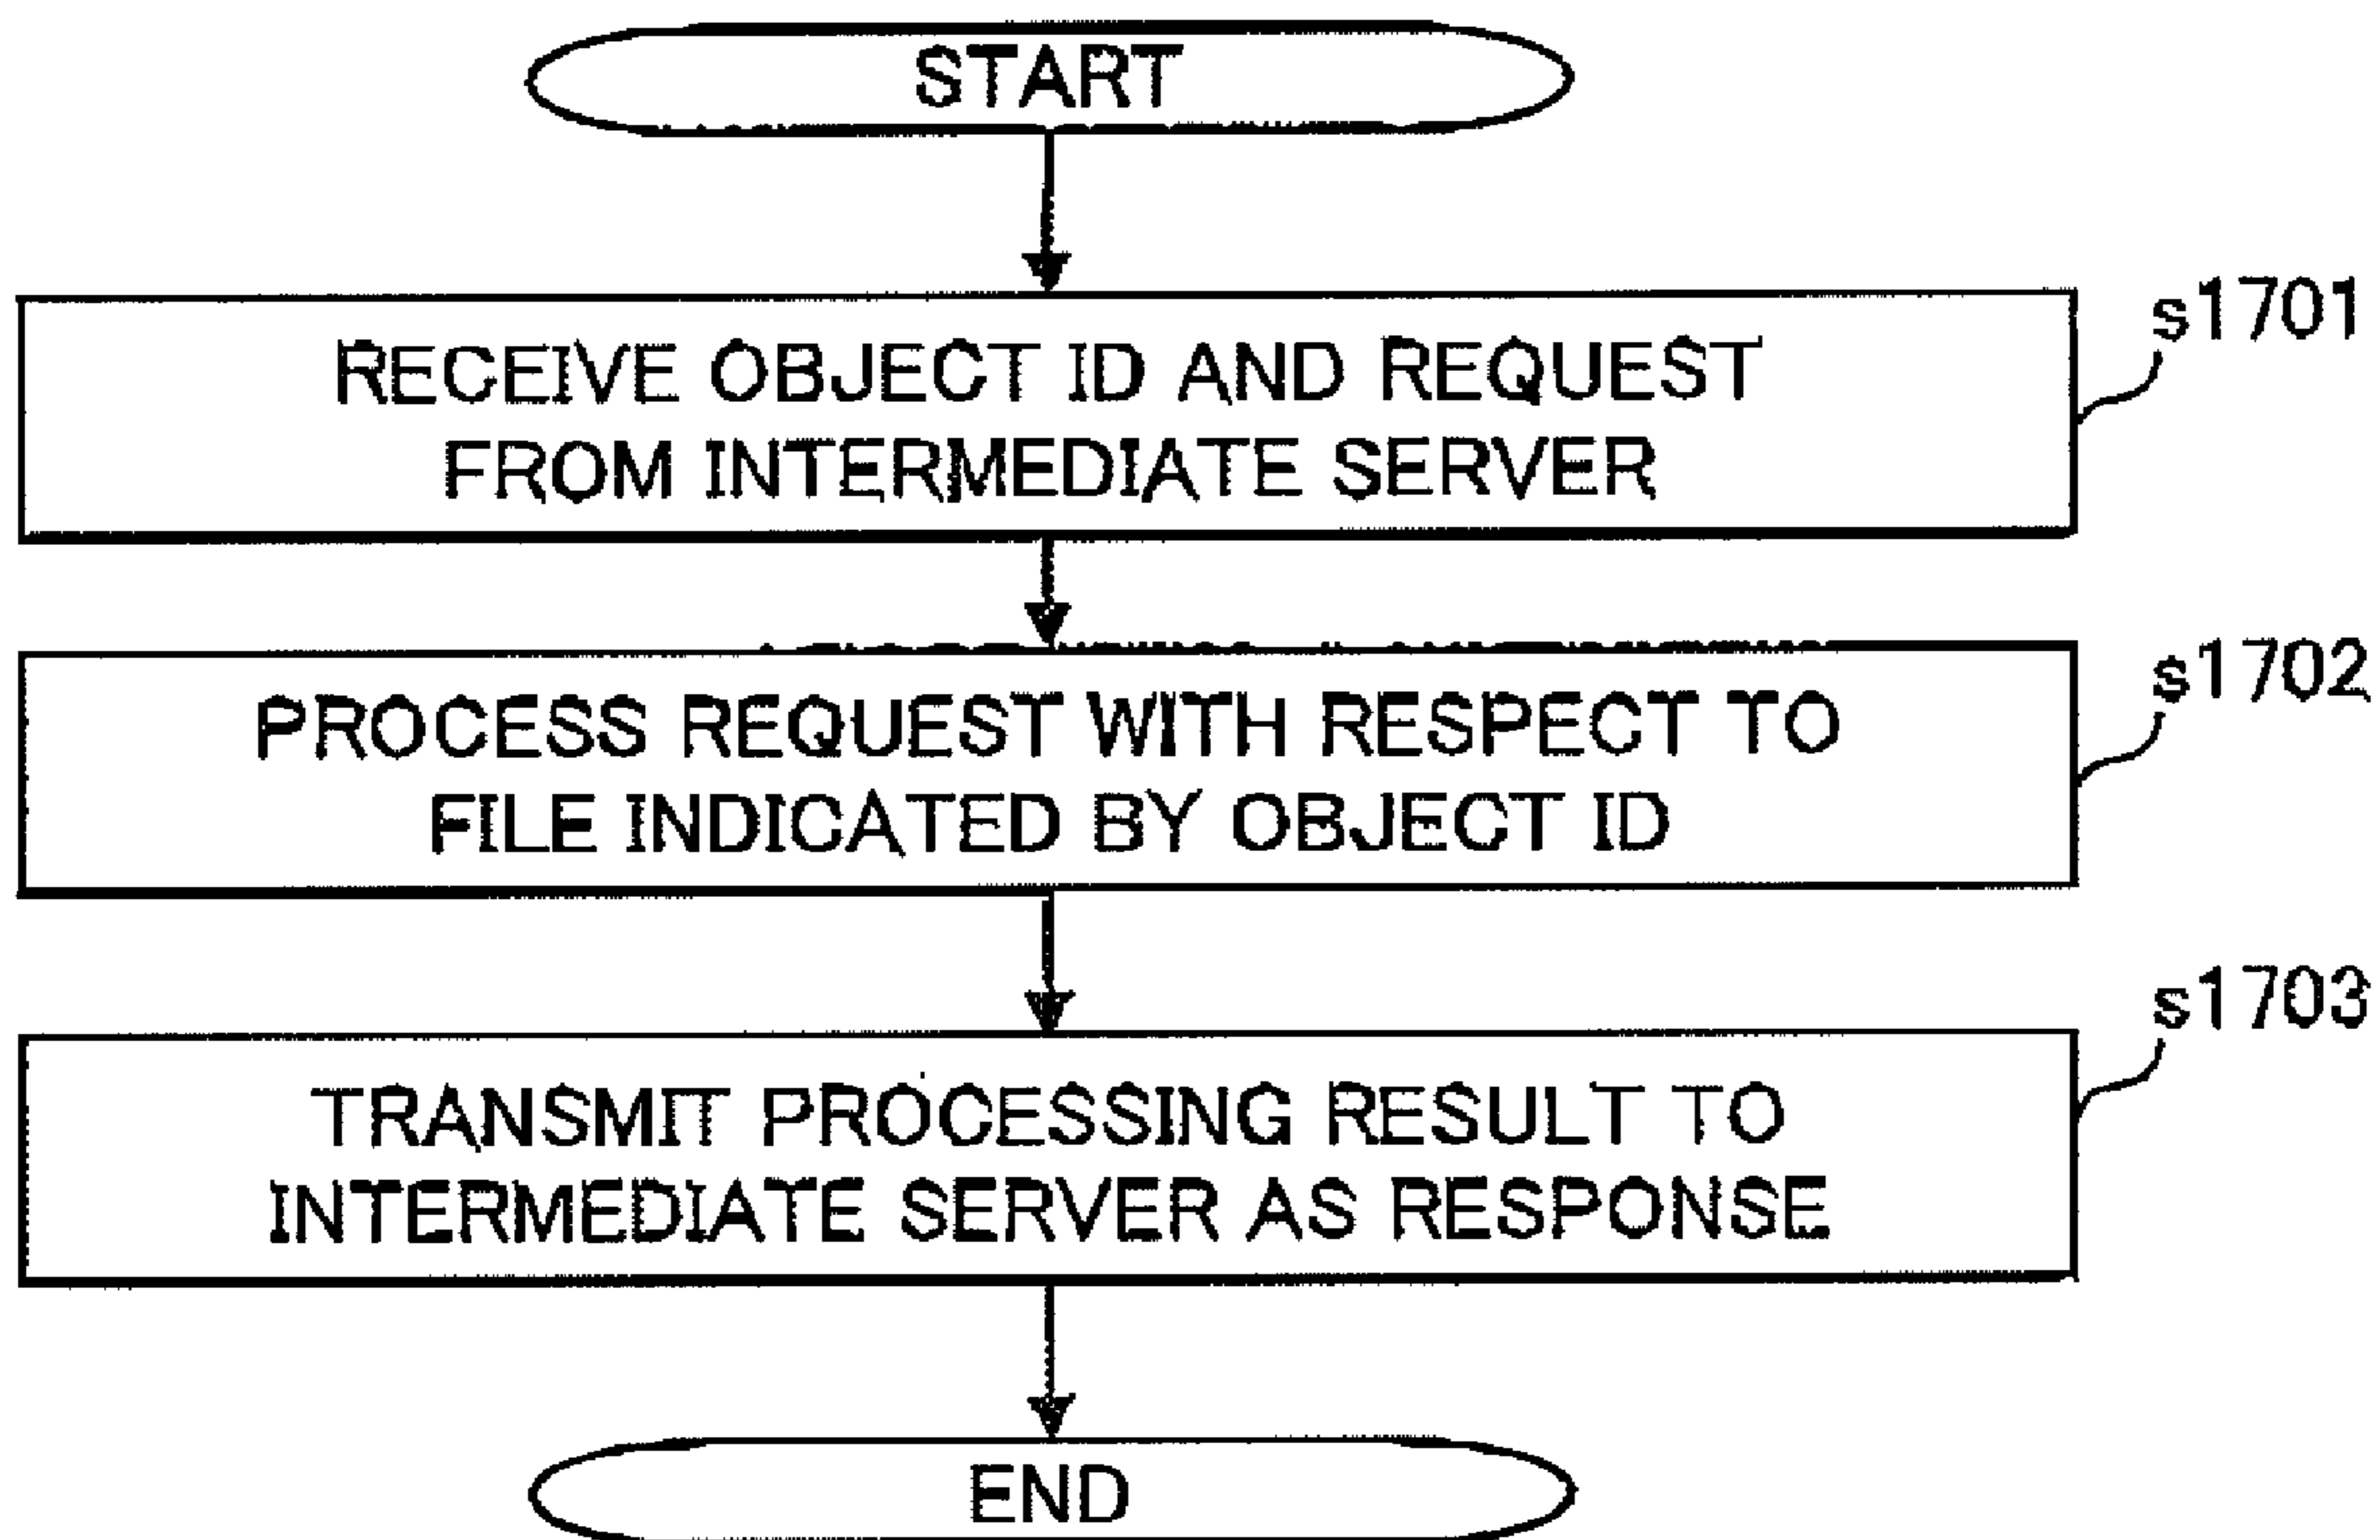 START
RECEIVE OBJECT ID AND REQUEST
FROM INTERMEDIATE SERVER
s1701
PROCESS REQUEST WITH RESPECT TO
FILE INDICATED BY OBJECT ID
s1702
TRANSMIT PROCESSING RESULT TO
INTERMEDIATE SERVER AS RESPONSE
s1703
END